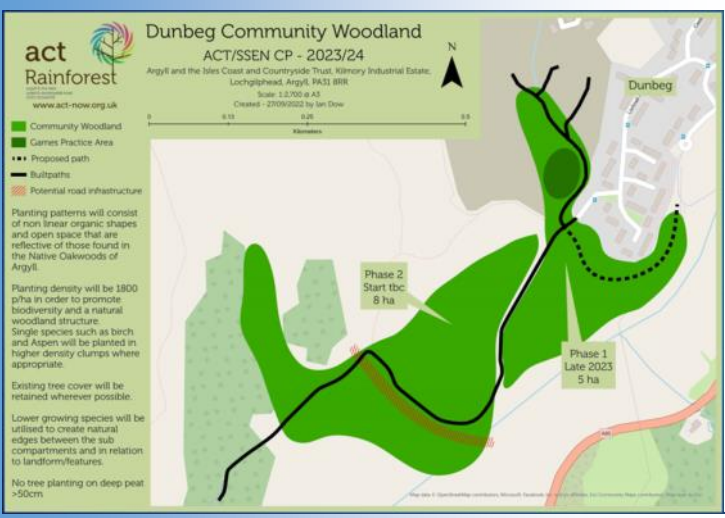 act
Rainforest
www.act-now.org.uk
Dunbeg Community Woodland
ACT/SSEN CP - 2023/24
Argyll and the Isles Coast and Countryside Trust, Kilmory Industrial Estate,
Lochgilphead, Argyll, PA31 8RR
Scale: 1:2,700 @ A3
Created - 27/09/2022 by Ian Dow
0 0.13 0.25 0.5
Kilometers
N
Community Woodland
Games Practice Area
Proposed path
Builtpaths
Potential road infrastructure
Planting patterns will consist
of non linear organic shapes
and open space that are
reflective of those found in
the Native Oakwoods of
Argyll.
Planting density will be 1800
p/ha in order to promote
biodiversity and a natural
woodland structure.
Single species such as birch
and Aspen will be planted in
higher density clumps where
appropriate.
Existing tree cover will be
retained wherever possible.
Lower growing species will be
utilised to create natural
edges between the sub
compartments and in relation
to landform/features.
No tree planting on deep peat
>50cm
Dunbeg
Phase 2
Start tbc
8 ha
Phase 1
Late 2023
5 ha